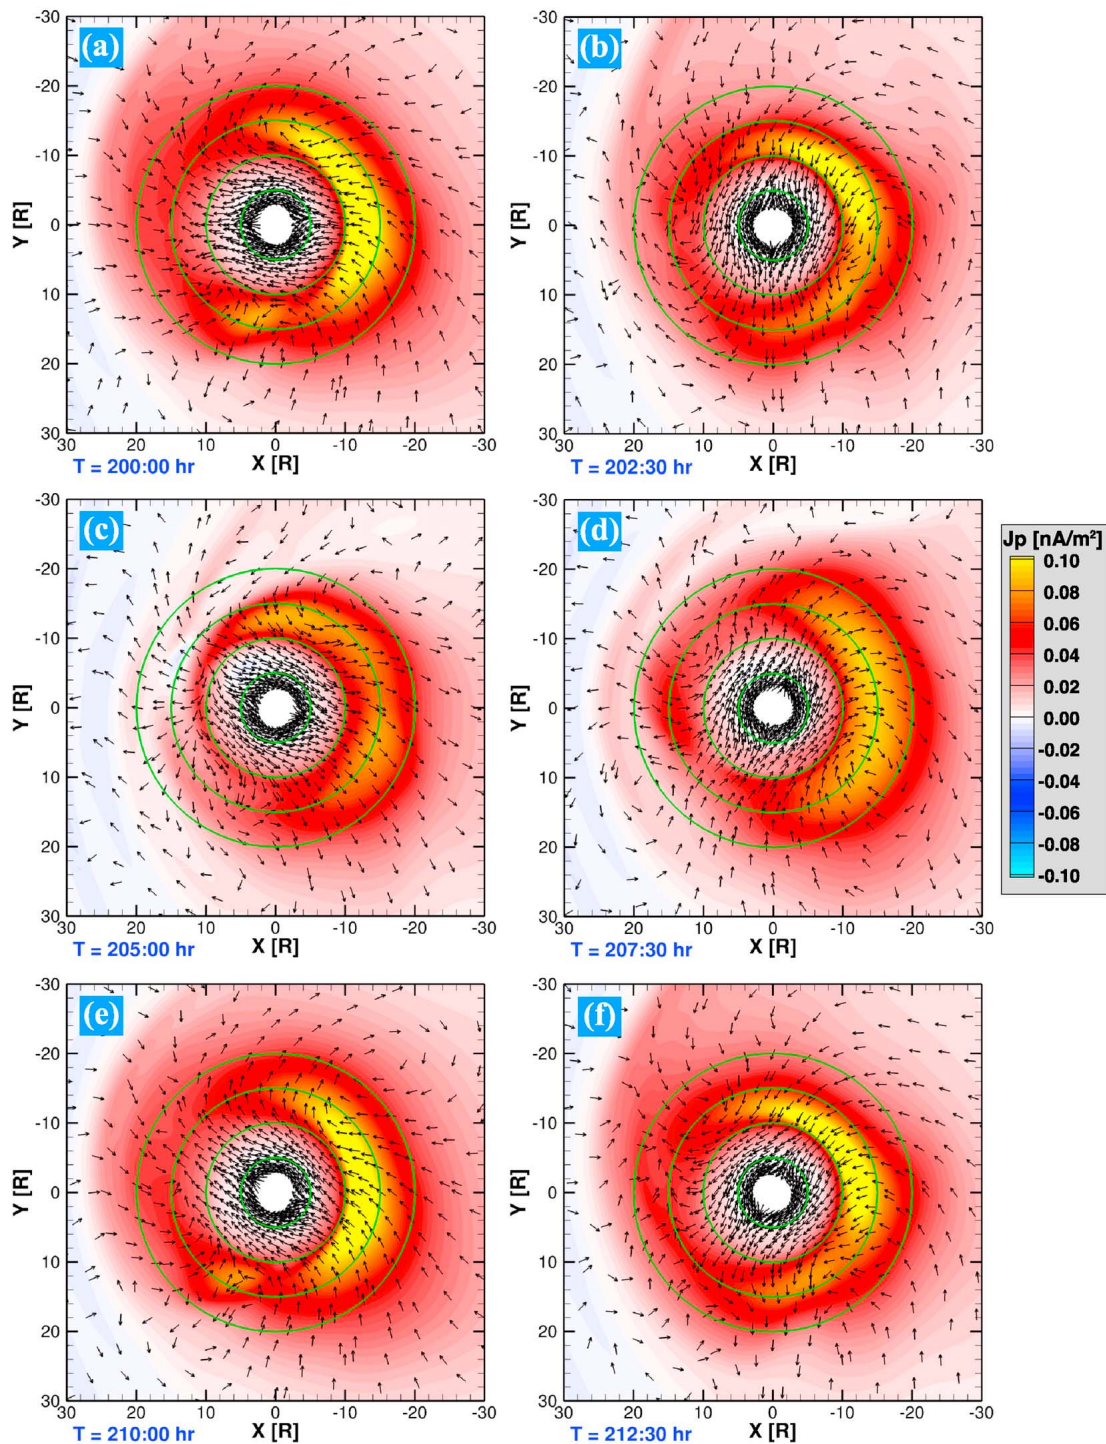 (a)
-30
-20
-10
0
10
20
30
Y [R]
30 20 10 0 -10 -20 -30
T = 200:00 hr
X [R]
(b)
-30
-20
-10
0
10
20
30
Y [R]
30 20 10 0 -10 -20 -30
T = 202:30 hr
X [R]
(c)
-30
-20
-10
0
10
20
30
Y [R]
30 20 10 0 -10 -20 -30
T = 205:00 hr
X [R]
(d)
-30
-20
-10
0
10
20
30
Y [R]
30 20 10 0 -10 -20 -30
T = 207:30 hr
X [R]
Jp [nA/m²]
0.10
0.08
0.06
0.04
0.02
0.00
-0.02
-0.04
-0.06
-0.08
-0.10
(e)
-30
-20
-10
0
10
20
30
Y [R]
30 20 10 0 -10 -20 -30
T = 210:00 hr
X [R]
(f)
-30
-20
-10
0
10
20
30
Y [R]
30 20 10 0 -10 -20 -30
T = 212:30 hr
X [R]